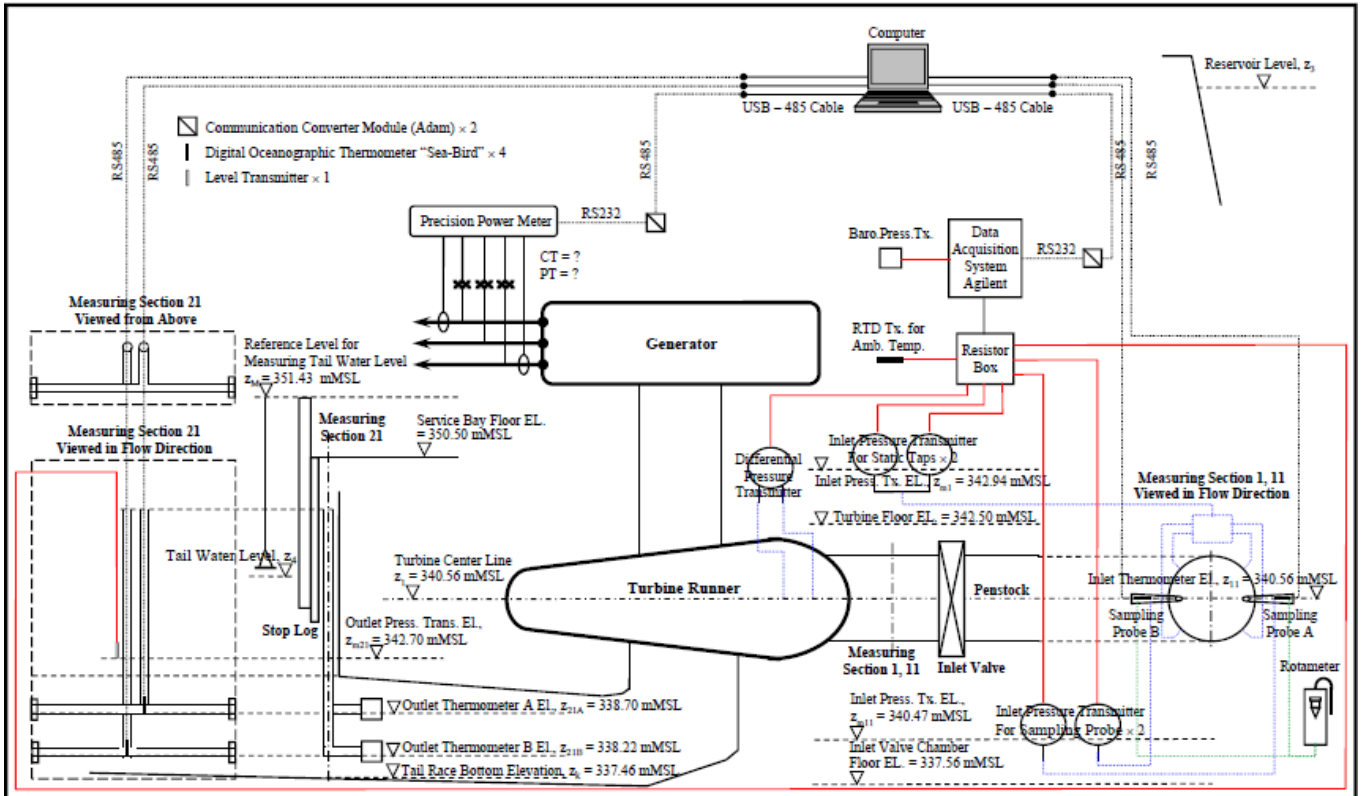 Computer
Reservoir Level, z₃
USB – 485 Cable
USB – 485 Cable
Communication Converter Module (Adam) × 2
Digital Oceanographic Thermometer "Sea-Bird" × 4
Level Transmitter × 1
RS485
RS485
RS485
RS485
RS485
RS485
Precision Power Meter
RS232
CT = ?
PT = ?
Baro.Press.Tx.
Data
Acquisition
System
Agilent
RS232
Measuring Section 21
Viewed from Above
Reference Level for
Measuring Tail Water Level
= 351.43 mMSL
Generator
RTD Tx. for
Amb. Temp.
Resistor
Box
Measuring Section 21
Viewed in Flow Direction
Measuring
Section 21
Service Bay Floor EL.
= 350.50 mMSL
Differential
Pressure
Transmitter
Inlet Pressure Transmitter
For Static Taps × 2
Inlet Press. Tx. EL., zₘ₁ = 342.94 mMSL
Turbine Floor EL. = 342.50 mMSL
Measuring Section 1, 11
Viewed in Flow Direction
Tail Water Level, z₄
Turbine Center Line
z₁ = 340.56 mMSL
Turbine Runner
Penstock
Inlet Thermometer El., z₁₁ = 340.56 mMSL
Sampling
Probe B
Sampling
Probe A
Stop Log
Outlet Press. Trans. El.,
zₘ₂₁ = 342.70 mMSL
Measuring
Section 1, 11
Inlet Valve
Rotameter
Outlet Thermometer A El., z₂₁A = 338.70 mMSL
Inlet Press. Tx. EL.,
zₘ₁₁ = 340.47 mMSL
Inlet Pressure Transmitter
For Sampling Probe × 2
Outlet Thermometer B El., z₂₁B = 338.22 mMSL
Inlet Valve Chamber
Floor EL. = 337.56 mMSL
Tail Race Bottom Elevation, zₖ = 337.46 mMSL